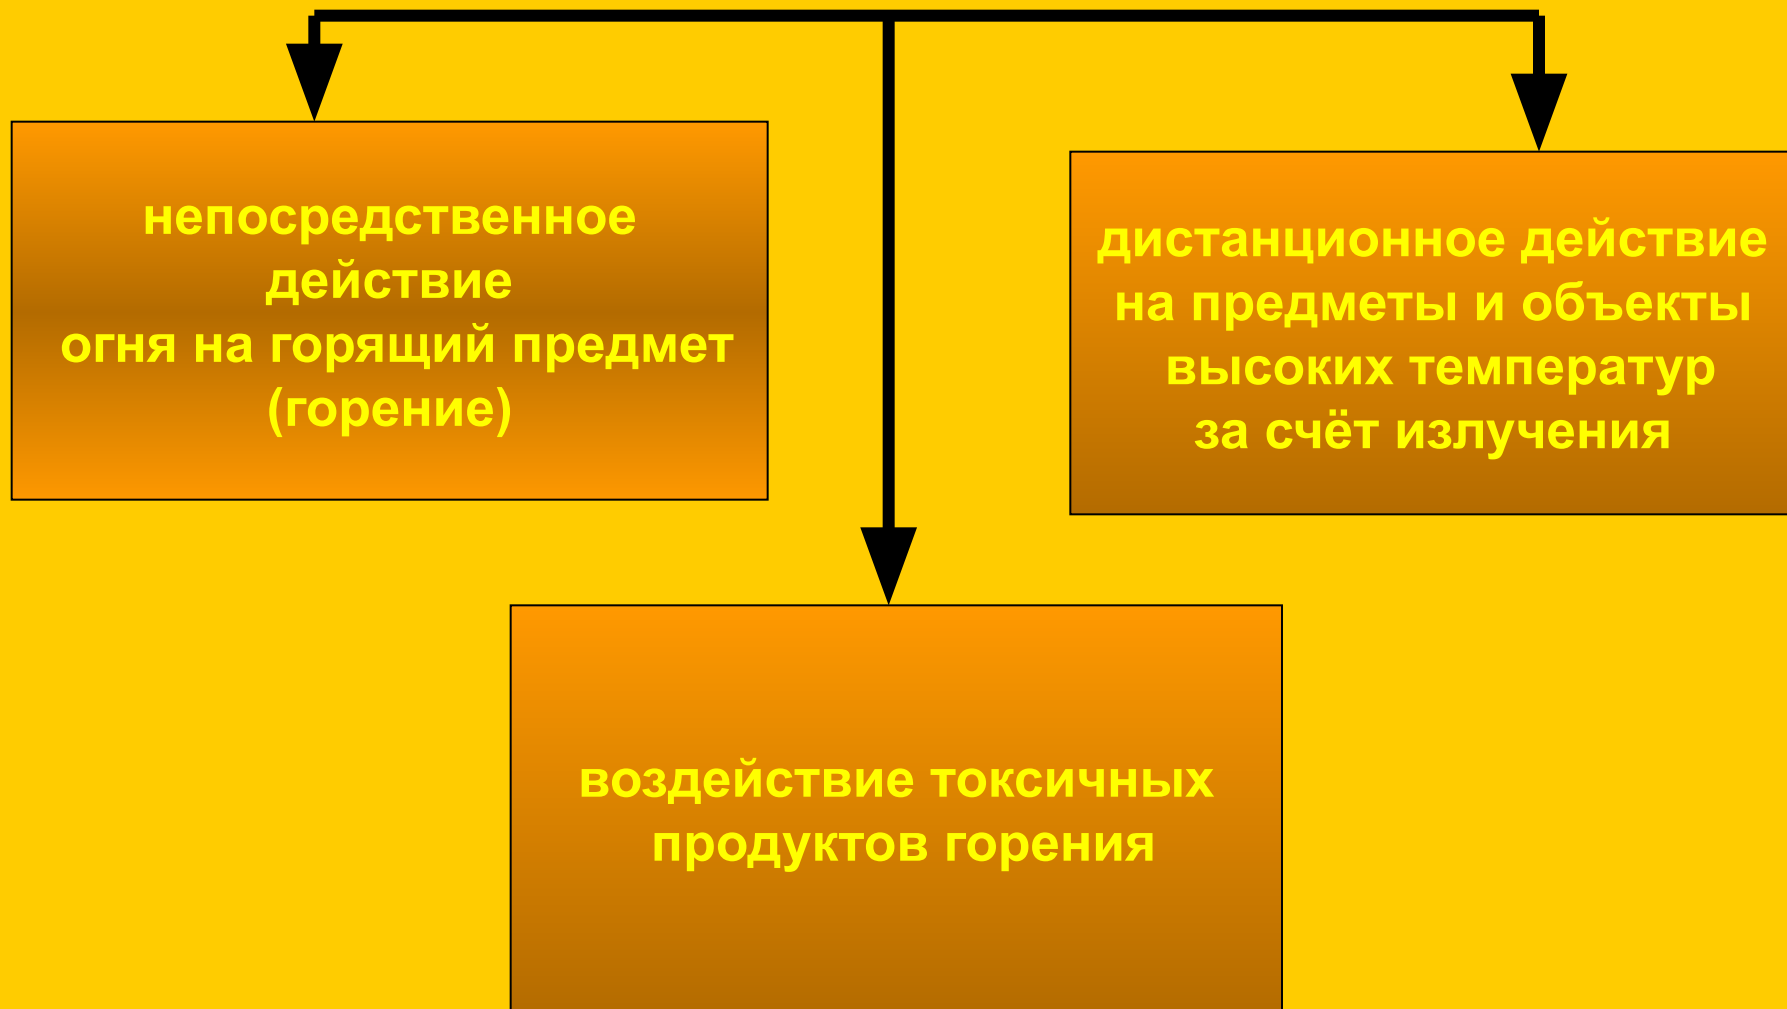 непосредственное
действие
огня на горящий предмет
(горение)
дистанционное действие
на предметы и объекты
высоких температур
за счёт излучения
воздействие токсичных
продуктов горения